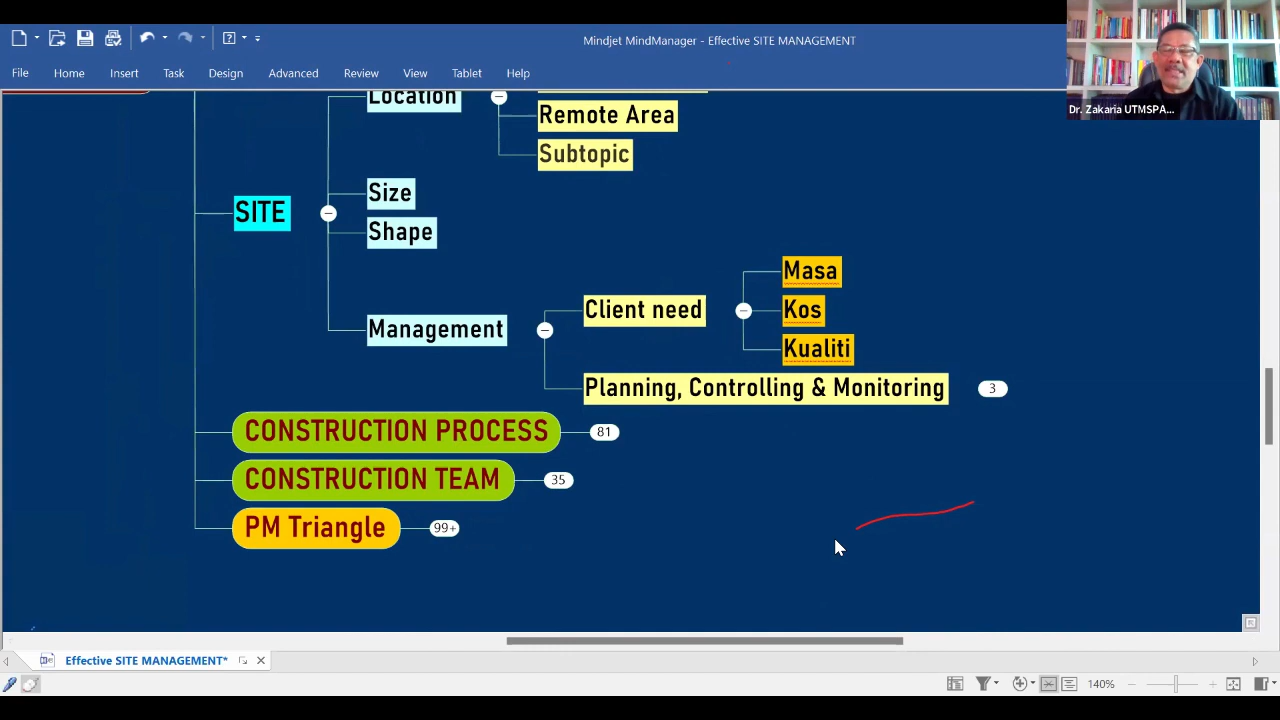 Mindjet MindManager - Effective SITE MANAGEMENT
File Home Insert Task Design Advanced Review View Tablet Help
Dr. Zakaria UTMSPA...
Location
Remote Area
Subtopic
SITE
Size
Shape
Management
Client need
Masa
Kos
Kualiti
Planning, Controlling & Monitoring 3
CONSTRUCTION PROCESS 81
CONSTRUCTION TEAM 35
PM Triangle 99+
Effective SITE MANAGEMENT*
140%